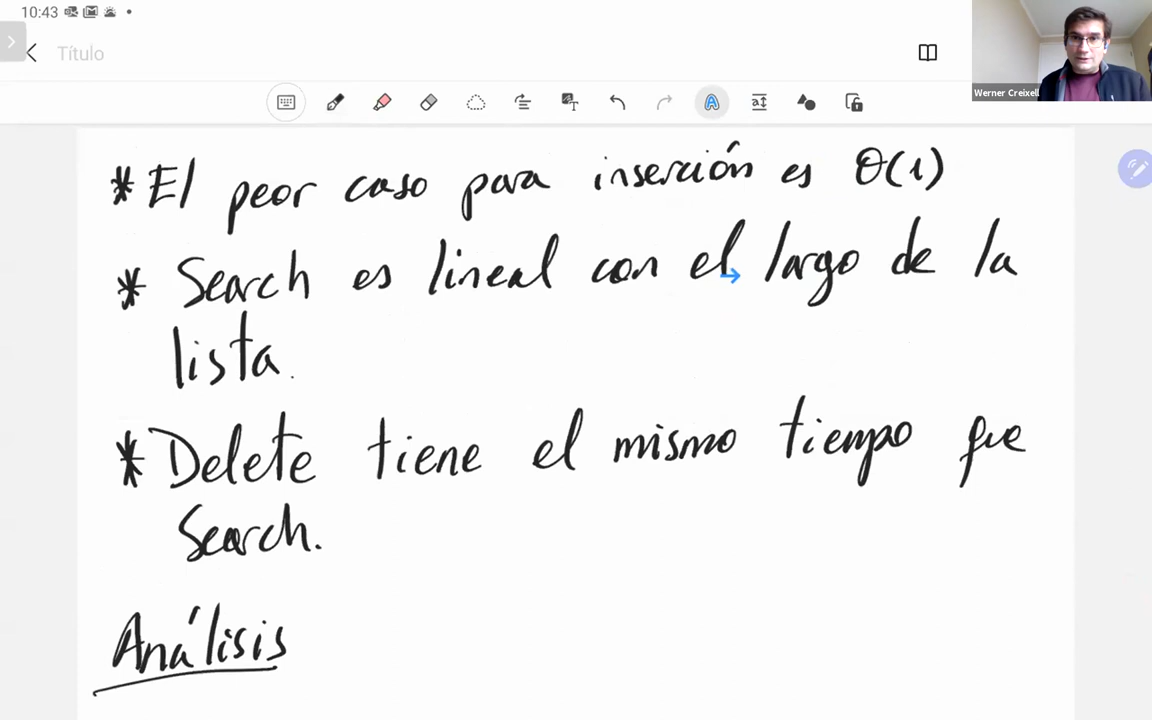 10:43
Título
Werner Creixell
* El peor caso para inserción es Θ(1)
* Search es lineal con el largo de la
lista.
* Delete tiene el mismo tiempo que
Search.
Análisis